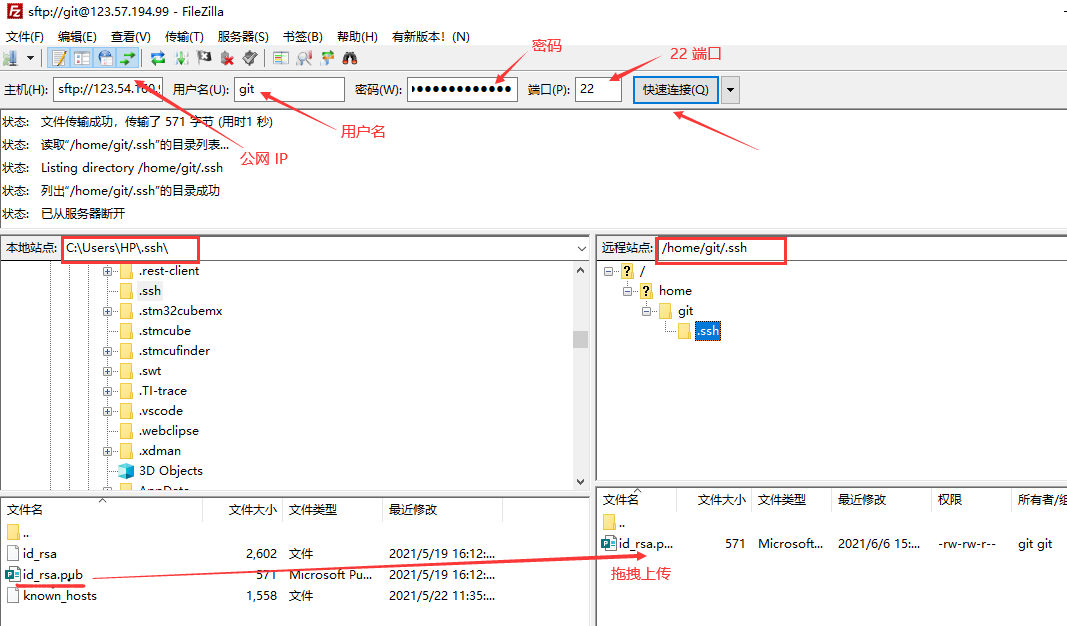 sftp://git@123.57.194.99 - FileZilla
文件(F) 编辑(E) 查看(V) 传输(T) 服务器(S) 书签(B) 帮助(H) 有新版本！(N)
密码
22 端口
主机(H): 用户名(U): git 密码(W): ●●●●●●●●●●●●● 端口(P): 22 快速连接(Q)
用户名
公网 IP
状态: 文件传输成功，传输了 571 字节 (用时1 秒)
状态: 读取“/home/git/.ssh”的目录列表...
状态: Listing directory /home/git/.ssh
状态: 列出“/home/git/.ssh”的目录成功
状态: 已从服务器断开
本地站点: C:\Users\HP\.ssh\
.rest-client
.ssh
.stm32cubemx
.stmcube
.stmcufinder
.swt
.TI-trace
.vscode
.webclipse
.xdman
3D Objects
AppData
文件名 文件大小 文件类型 最近修改
..
id_rsa 2,602 文件 2021/5/19 16:12:...
id_rsa.pub 571 Microsoft Pu... 2021/5/19 16:12:...
known_hosts 1,558 文件 2021/5/22 11:35:...
远程站点: /home/git/.ssh
/
home
git
.ssh
文件名 文件大小 文件类型 最近修改 权限 所有者/组
..
id_rsa.p... 571 Microsoft... 2021/6/6 15:... -rw-rw-r-- git git
拖拽上传